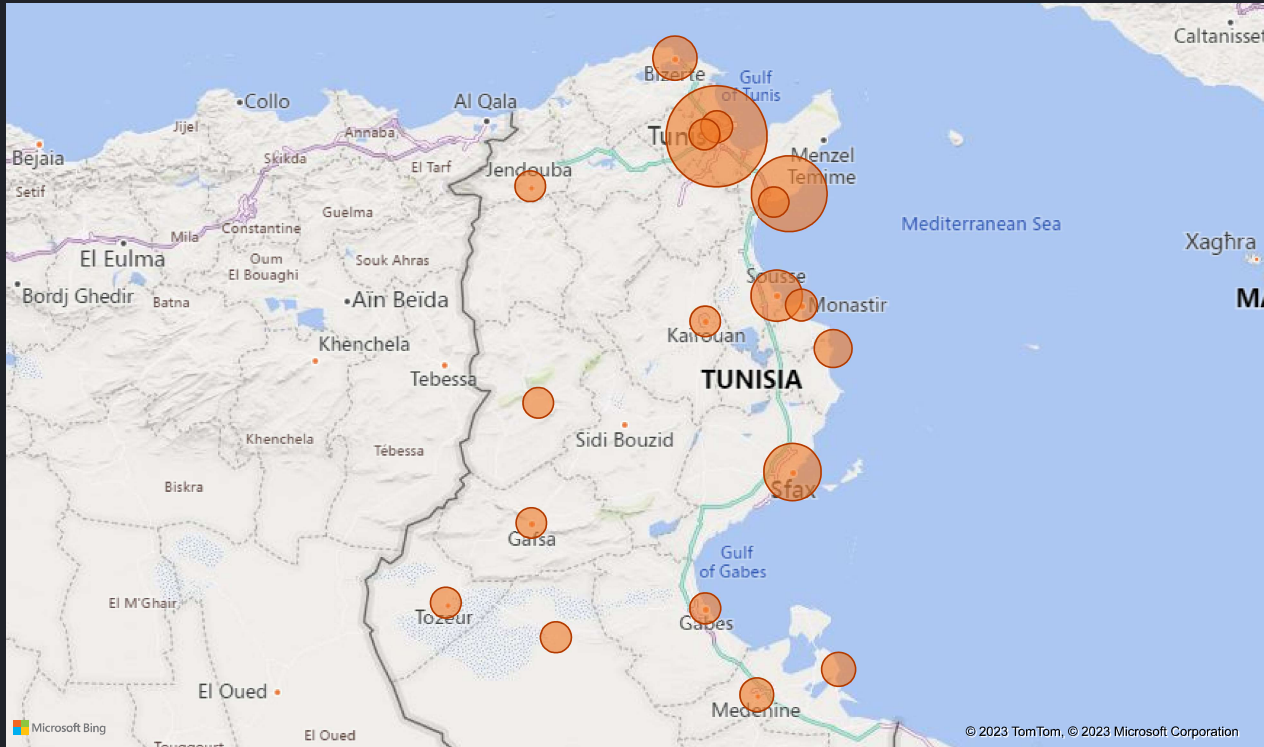 Caltanisset
Bizerte
Gulf
of Tunis
Collo
Al Qala
Jijel
Annaba
Tunis
Bejaia
Skikda
El Tarf
Jendouba
Menzel
Temime
Setif
Guelma
Constantine
Mila
Mediterranean Sea
El Eulma
Oum
El Bouaghi
Souk Ahras
Xagħra
Sousse
Bordj Ghedir
Batna
Aïn Beïda
Monastir
MA
Kairouan
Khenchela
Tebessa
TUNISIA
Khenchela
Tébessa
Sidi Bouzid
Biskra
Sfax
Gafsa
Gulf
of Gabes
El M'Ghair
Tozeur
Gabes
El Oued
Medenine
Microsoft Bing
El Oued
Touggourt
© 2023 TomTom, © 2023 Microsoft Corporation